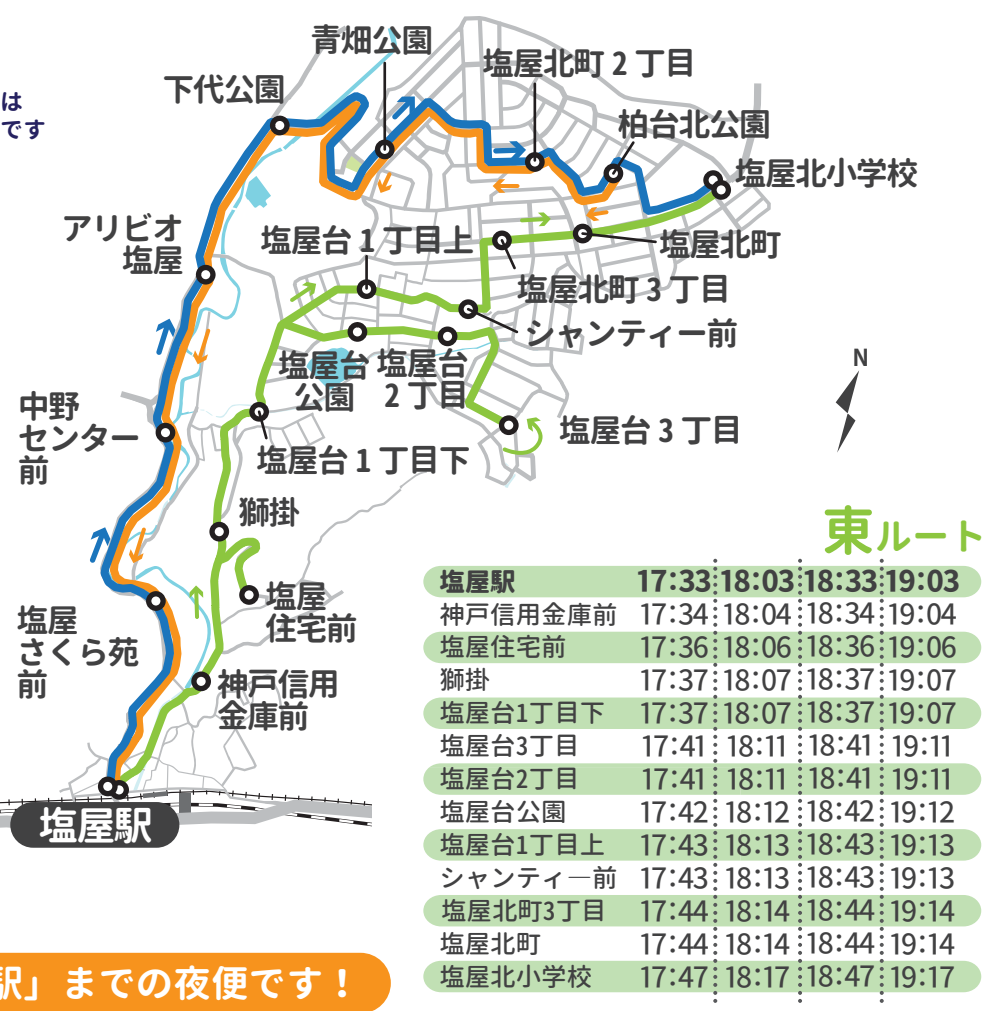 は
です
青畑公園
塩屋北町 2 丁目
下代公園
柏台北公園
塩屋北小学校
アリビオ
塩屋
塩屋台 1 丁目上
塩屋北町
塩屋北町 3 丁目
シャンティー前
塩屋台
公園
塩屋台
2 丁目
N
中野
センター
前
塩屋台 3 丁目
塩屋台 1 丁目下
獅掛
塩屋
住宅前
塩屋
さくら苑
前
神戸信用
金庫前
塩屋駅
東ルート
塩屋駅 17:33 18:03 18:33 19:03
神戸信用金庫前 17:34 18:04 18:34 19:04
塩屋住宅前 17:36 18:06 18:36 19:06
獅掛 17:37 18:07 18:37 19:07
塩屋台1丁目下 17:37 18:07 18:37 19:07
塩屋台3丁目 17:41 18:11 18:41 19:11
塩屋台2丁目 17:41 18:11 18:41 19:11
塩屋台公園 17:42 18:12 18:42 19:12
塩屋台1丁目上 17:43 18:13 18:43 19:13
シャンティ―前 17:43 18:13 18:43 19:13
塩屋北町3丁目 17:44 18:14 18:44 19:14
塩屋北町 17:44 18:14 18:44 19:14
塩屋北小学校 17:47 18:17 18:47 19:17
駅」までの夜便です！